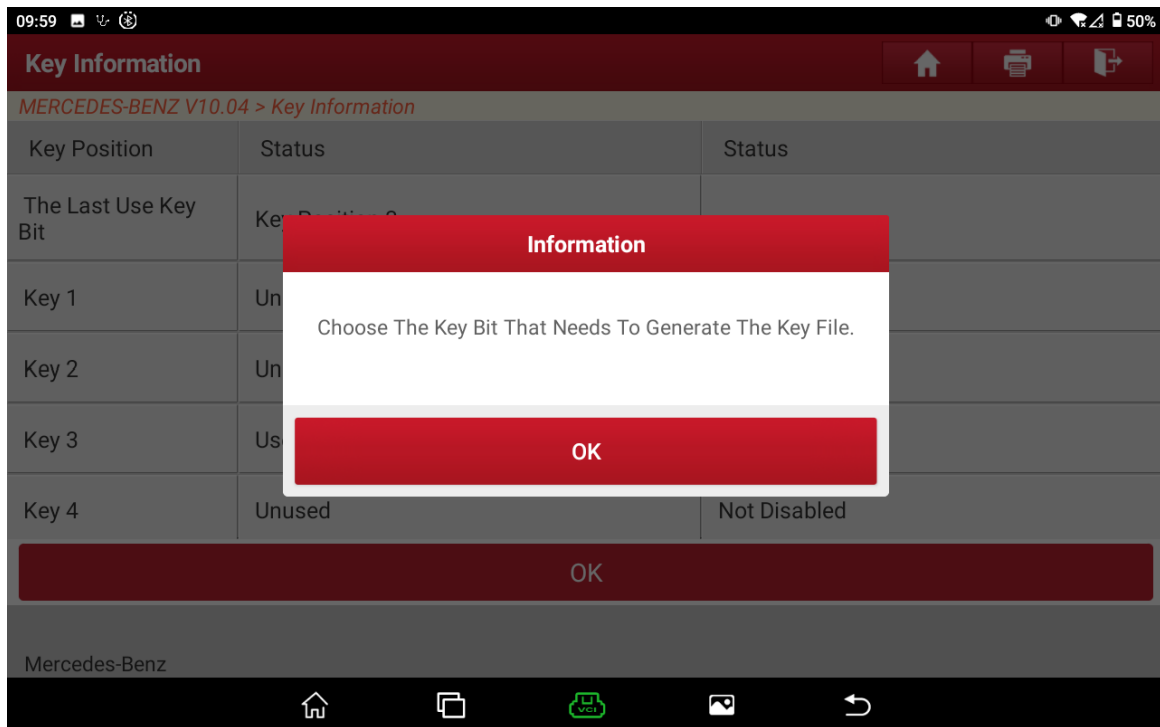 09:59
50%
Key Information
MERCEDES-BENZ V10.04 > Key Information
Key Position Status Status
The Last Use Key
Bit
Information
Key 1
Choose The Key Bit That Needs To Generate The Key File.
Key 2
Key 3
OK
Key 4 Unused Not Disabled
OK
Mercedes-Benz
VCI